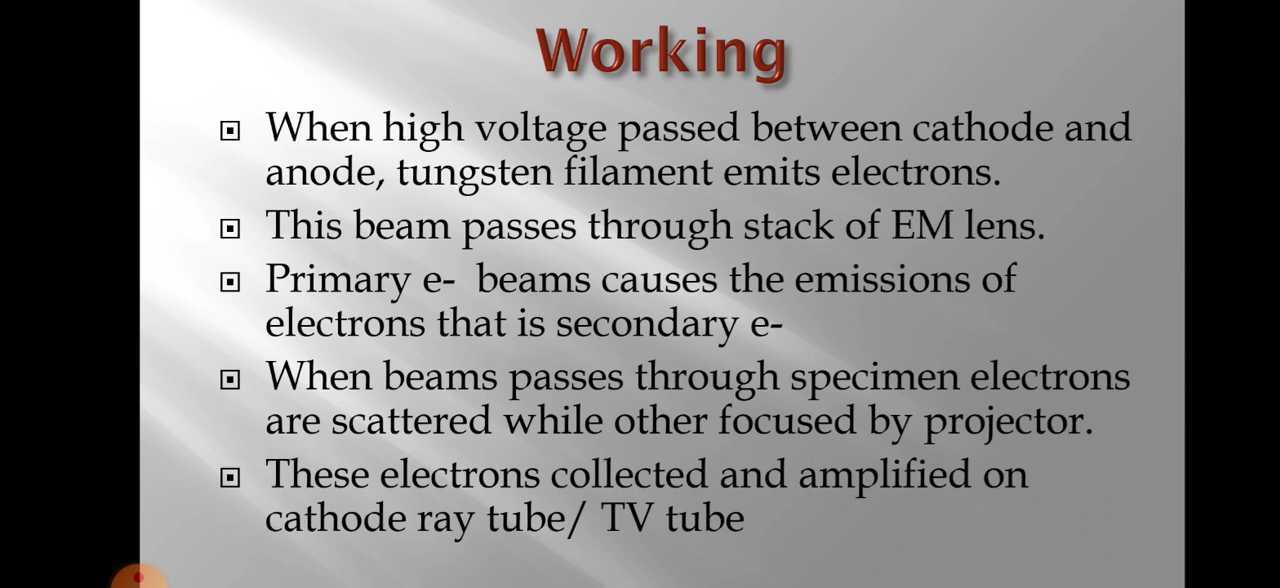 Working
When high voltage passed between cathode and
anode, tungsten filament emits electrons.
This beam passes through stack of EM lens.
Primary e-  beams causes the emissions of
electrons that is secondary e-
When beams passes through specimen electrons
are scattered while other focused by projector.
These electrons collected and amplified on
cathode ray tube/ TV tube